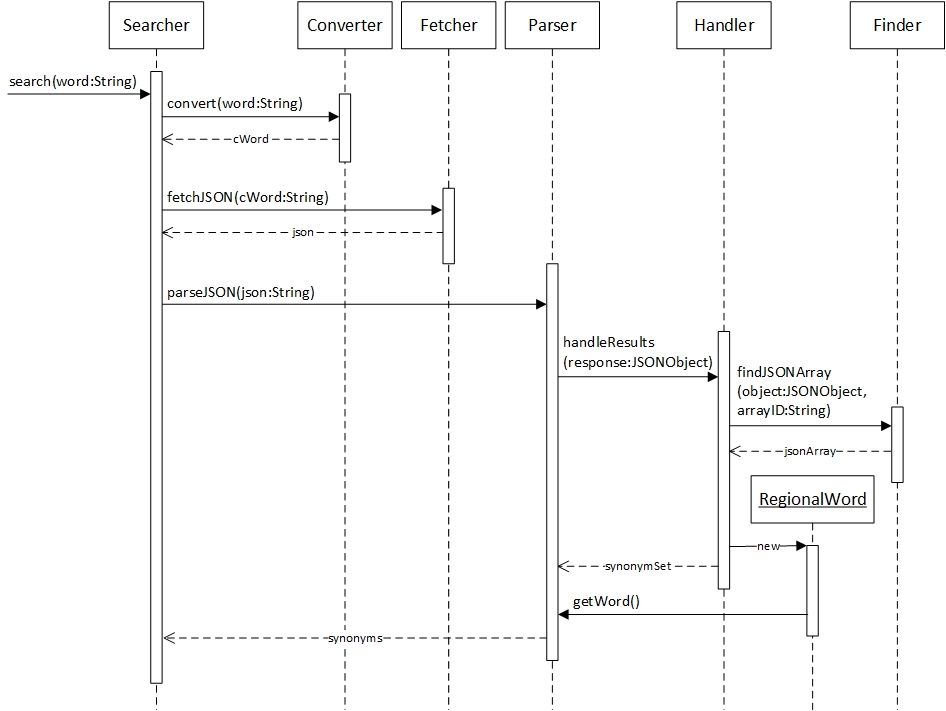 Searcher
Converter
Fetcher
Parser
Handler
Finder
search(word:String)
convert(word:String)
cWord
fetchJSON(cWord:String)
json
parseJSON(json:String)
handleResults
(response:JSONObject)
findJSONArray
(object:JSONObject,
arrayID:String)
jsonArray
RegionalWord
new
synonymSet
getWord()
synonyms